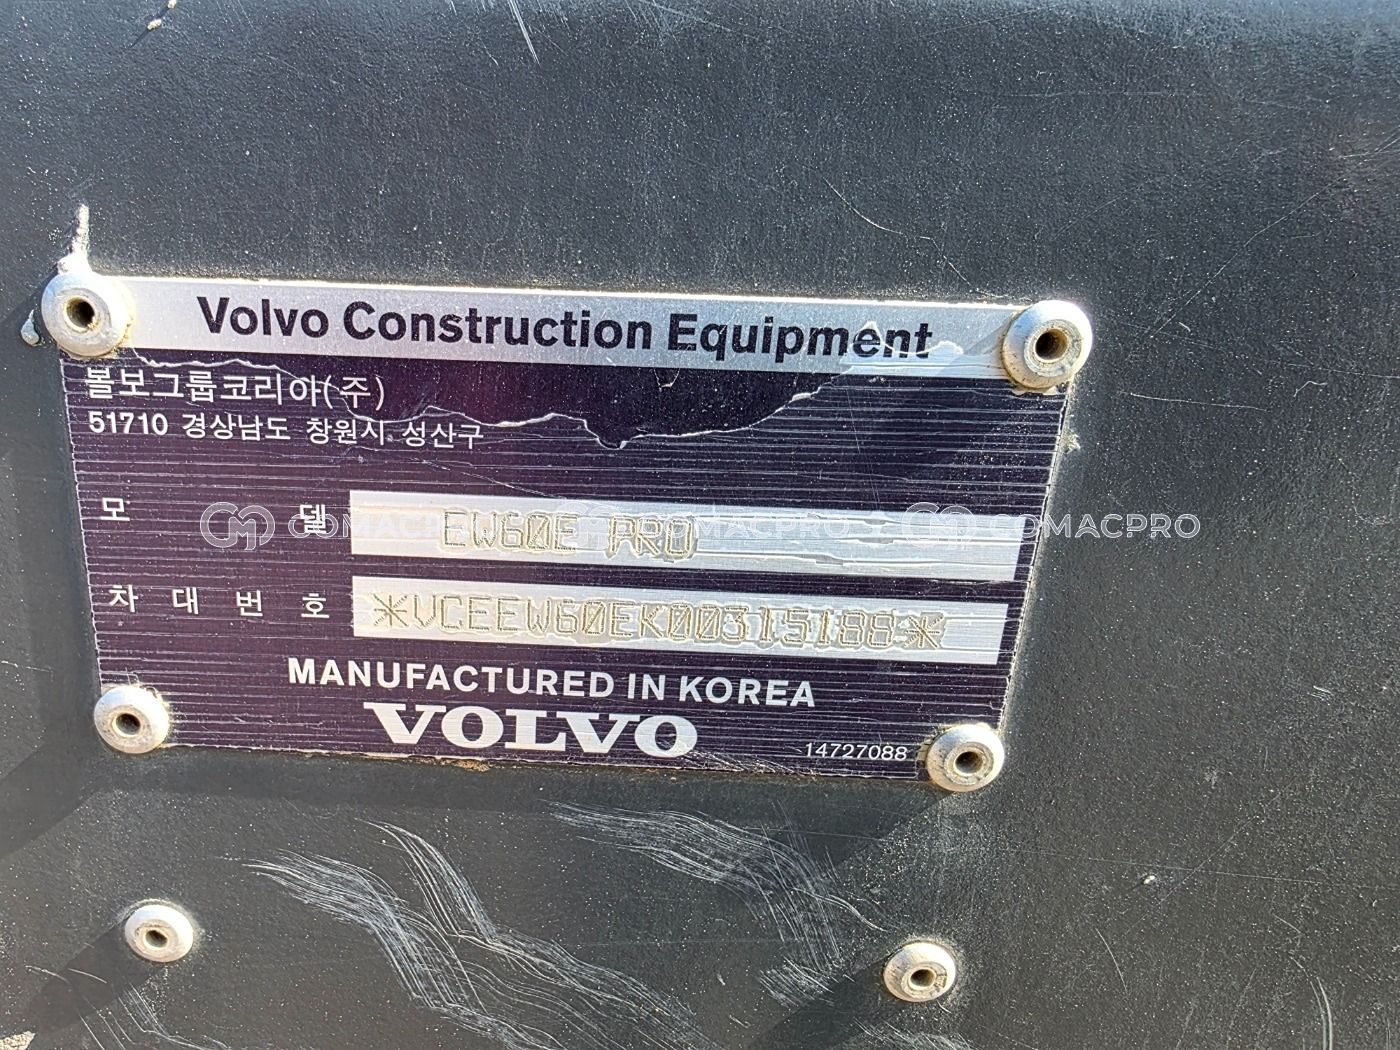 Volvo Construction Equipment
볼보그룹코리아(주)
51710 경상남도 창원시 성산구
모 델 EW60E PRO
차 대 번 호 *VCEEW60EK00315188*
MANUFACTURED IN KOREA
VOLVO
14727088
COMACPRO COMACPRO COMACPRO